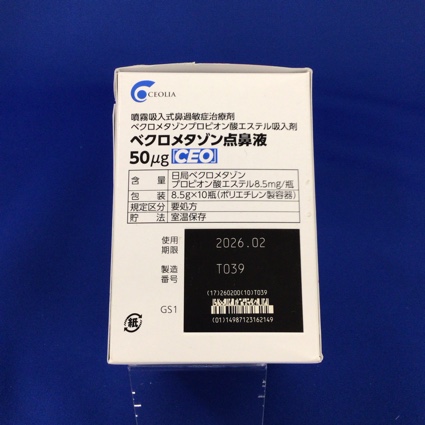 CEOLIA
噴霧吸入式鼻過敏症治療剤
ベクロメタゾンプロピオン酸エステル吸入剤
ベクロメタゾン点鼻液
50μg CEO
含量 日局ベクロメタゾン
プロピオン酸エステル8.5mg/瓶
包装 8.5g×10瓶(ポリエチレン製容器)
規定区分 要処方
貯法 室温保存
使用期限 2026.02
製造番号 T039
(17)260200(10)T039
GS1
(01)14987123162149
紙